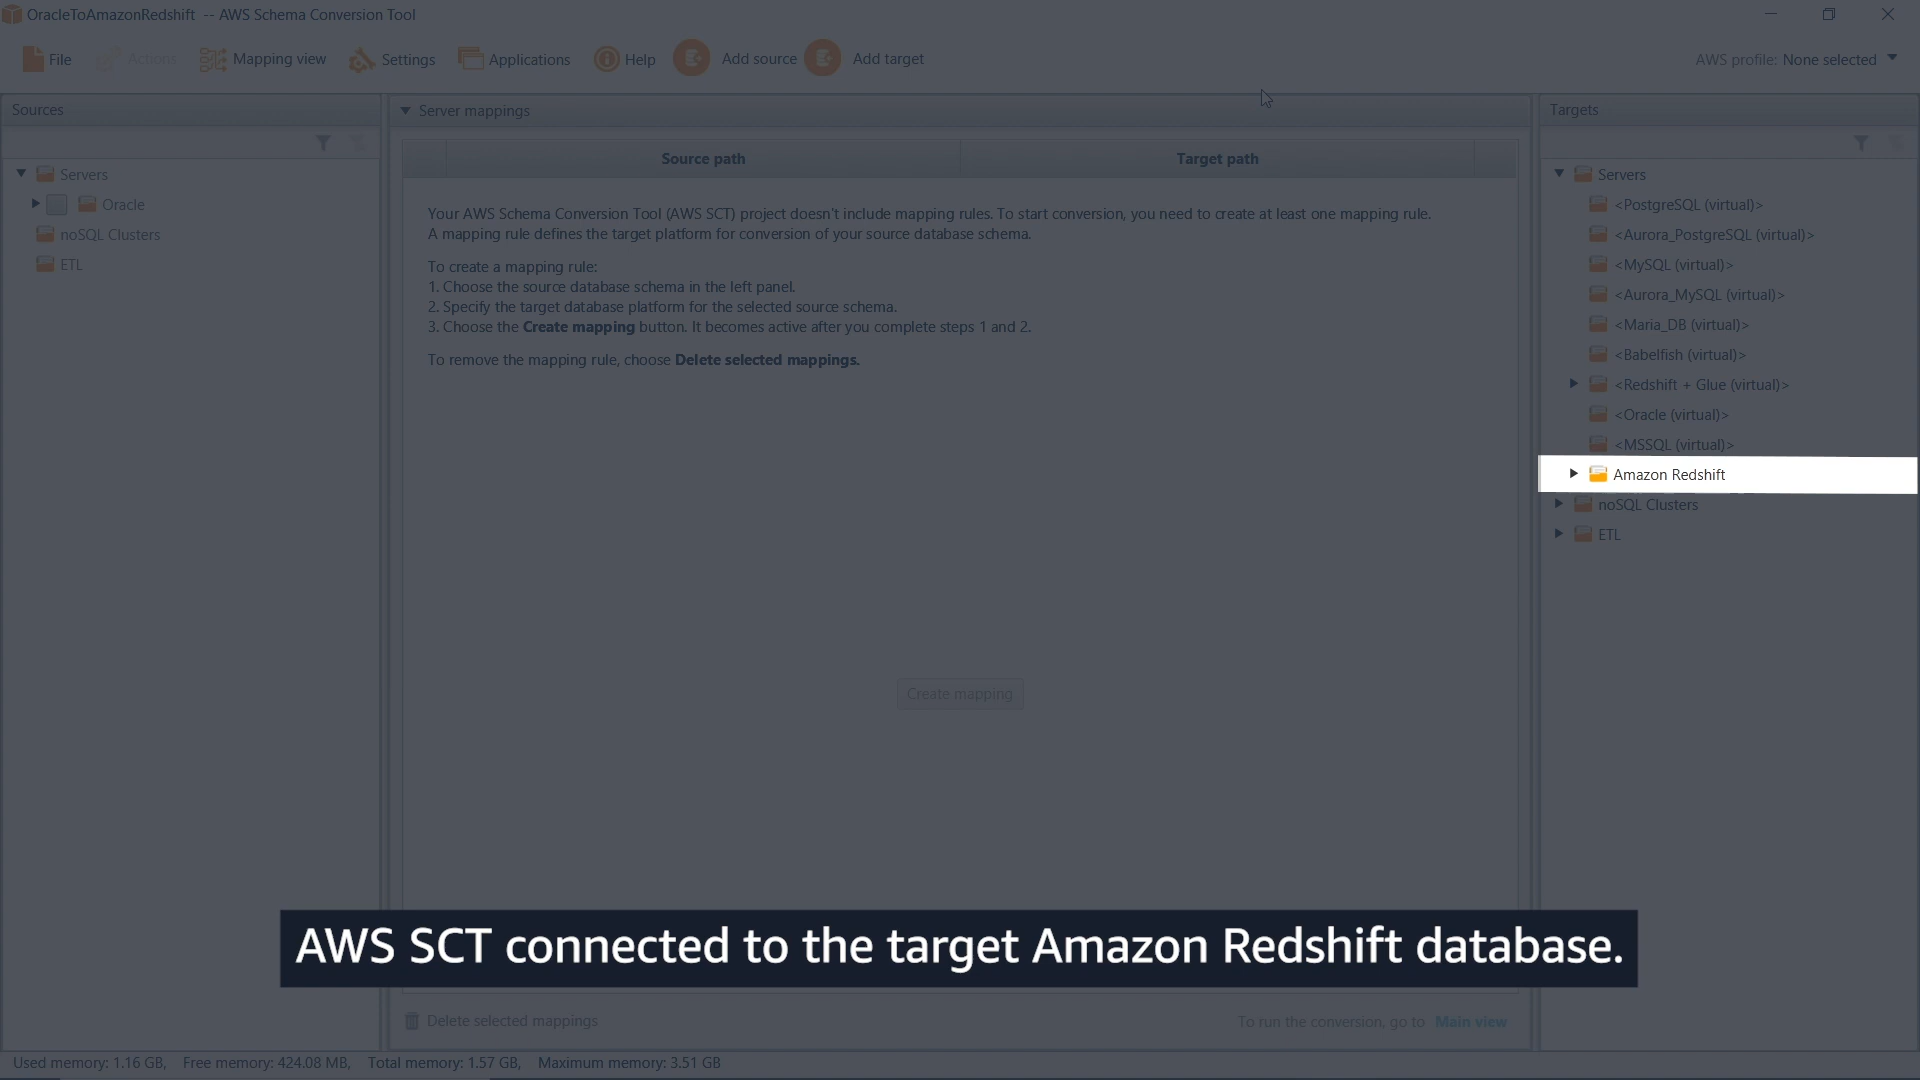 OracleToAmazonRedshift -- AWS Schema Conversion Tool
File Actions Mapping view Settings Applications Help Add source Add target AWS profile: None selected
Sources
Servers
Oracle
noSQL Clusters
ETL
Server mappings
Source path Target path
Your AWS Schema Conversion Tool (AWS SCT) project doesn't include mapping rules. To start conversion, you need to create at least one mapping rule.
A mapping rule defines the target platform for conversion of your source database schema.
To create a mapping rule:
1. Choose the source database schema in the left panel.
2. Specify the target database platform for the selected source schema.
3. Choose the Create mapping button. It becomes active after you complete steps 1 and 2.
To remove the mapping rule, choose Delete selected mappings.
Create mapping
Targets
Servers
<PostgreSQL (virtual)>
<Aurora_PostgreSQL (virtual)>
<MySQL (virtual)>
<Aurora_MySQL (virtual)>
<Maria_DB (virtual)>
<Babelfish (virtual)>
<Redshift + Glue (virtual)>
<Oracle (virtual)>
<MSSQL (virtual)>
Amazon Redshift
noSQL Clusters
ETL
AWS SCT connected to the target Amazon Redshift database.
Delete selected mappings To run the conversion, go to Main view
Used memory: 1.16 GB, Free memory: 424.08 MB, Total memory: 1.57 GB, Maximum memory: 3.51 GB